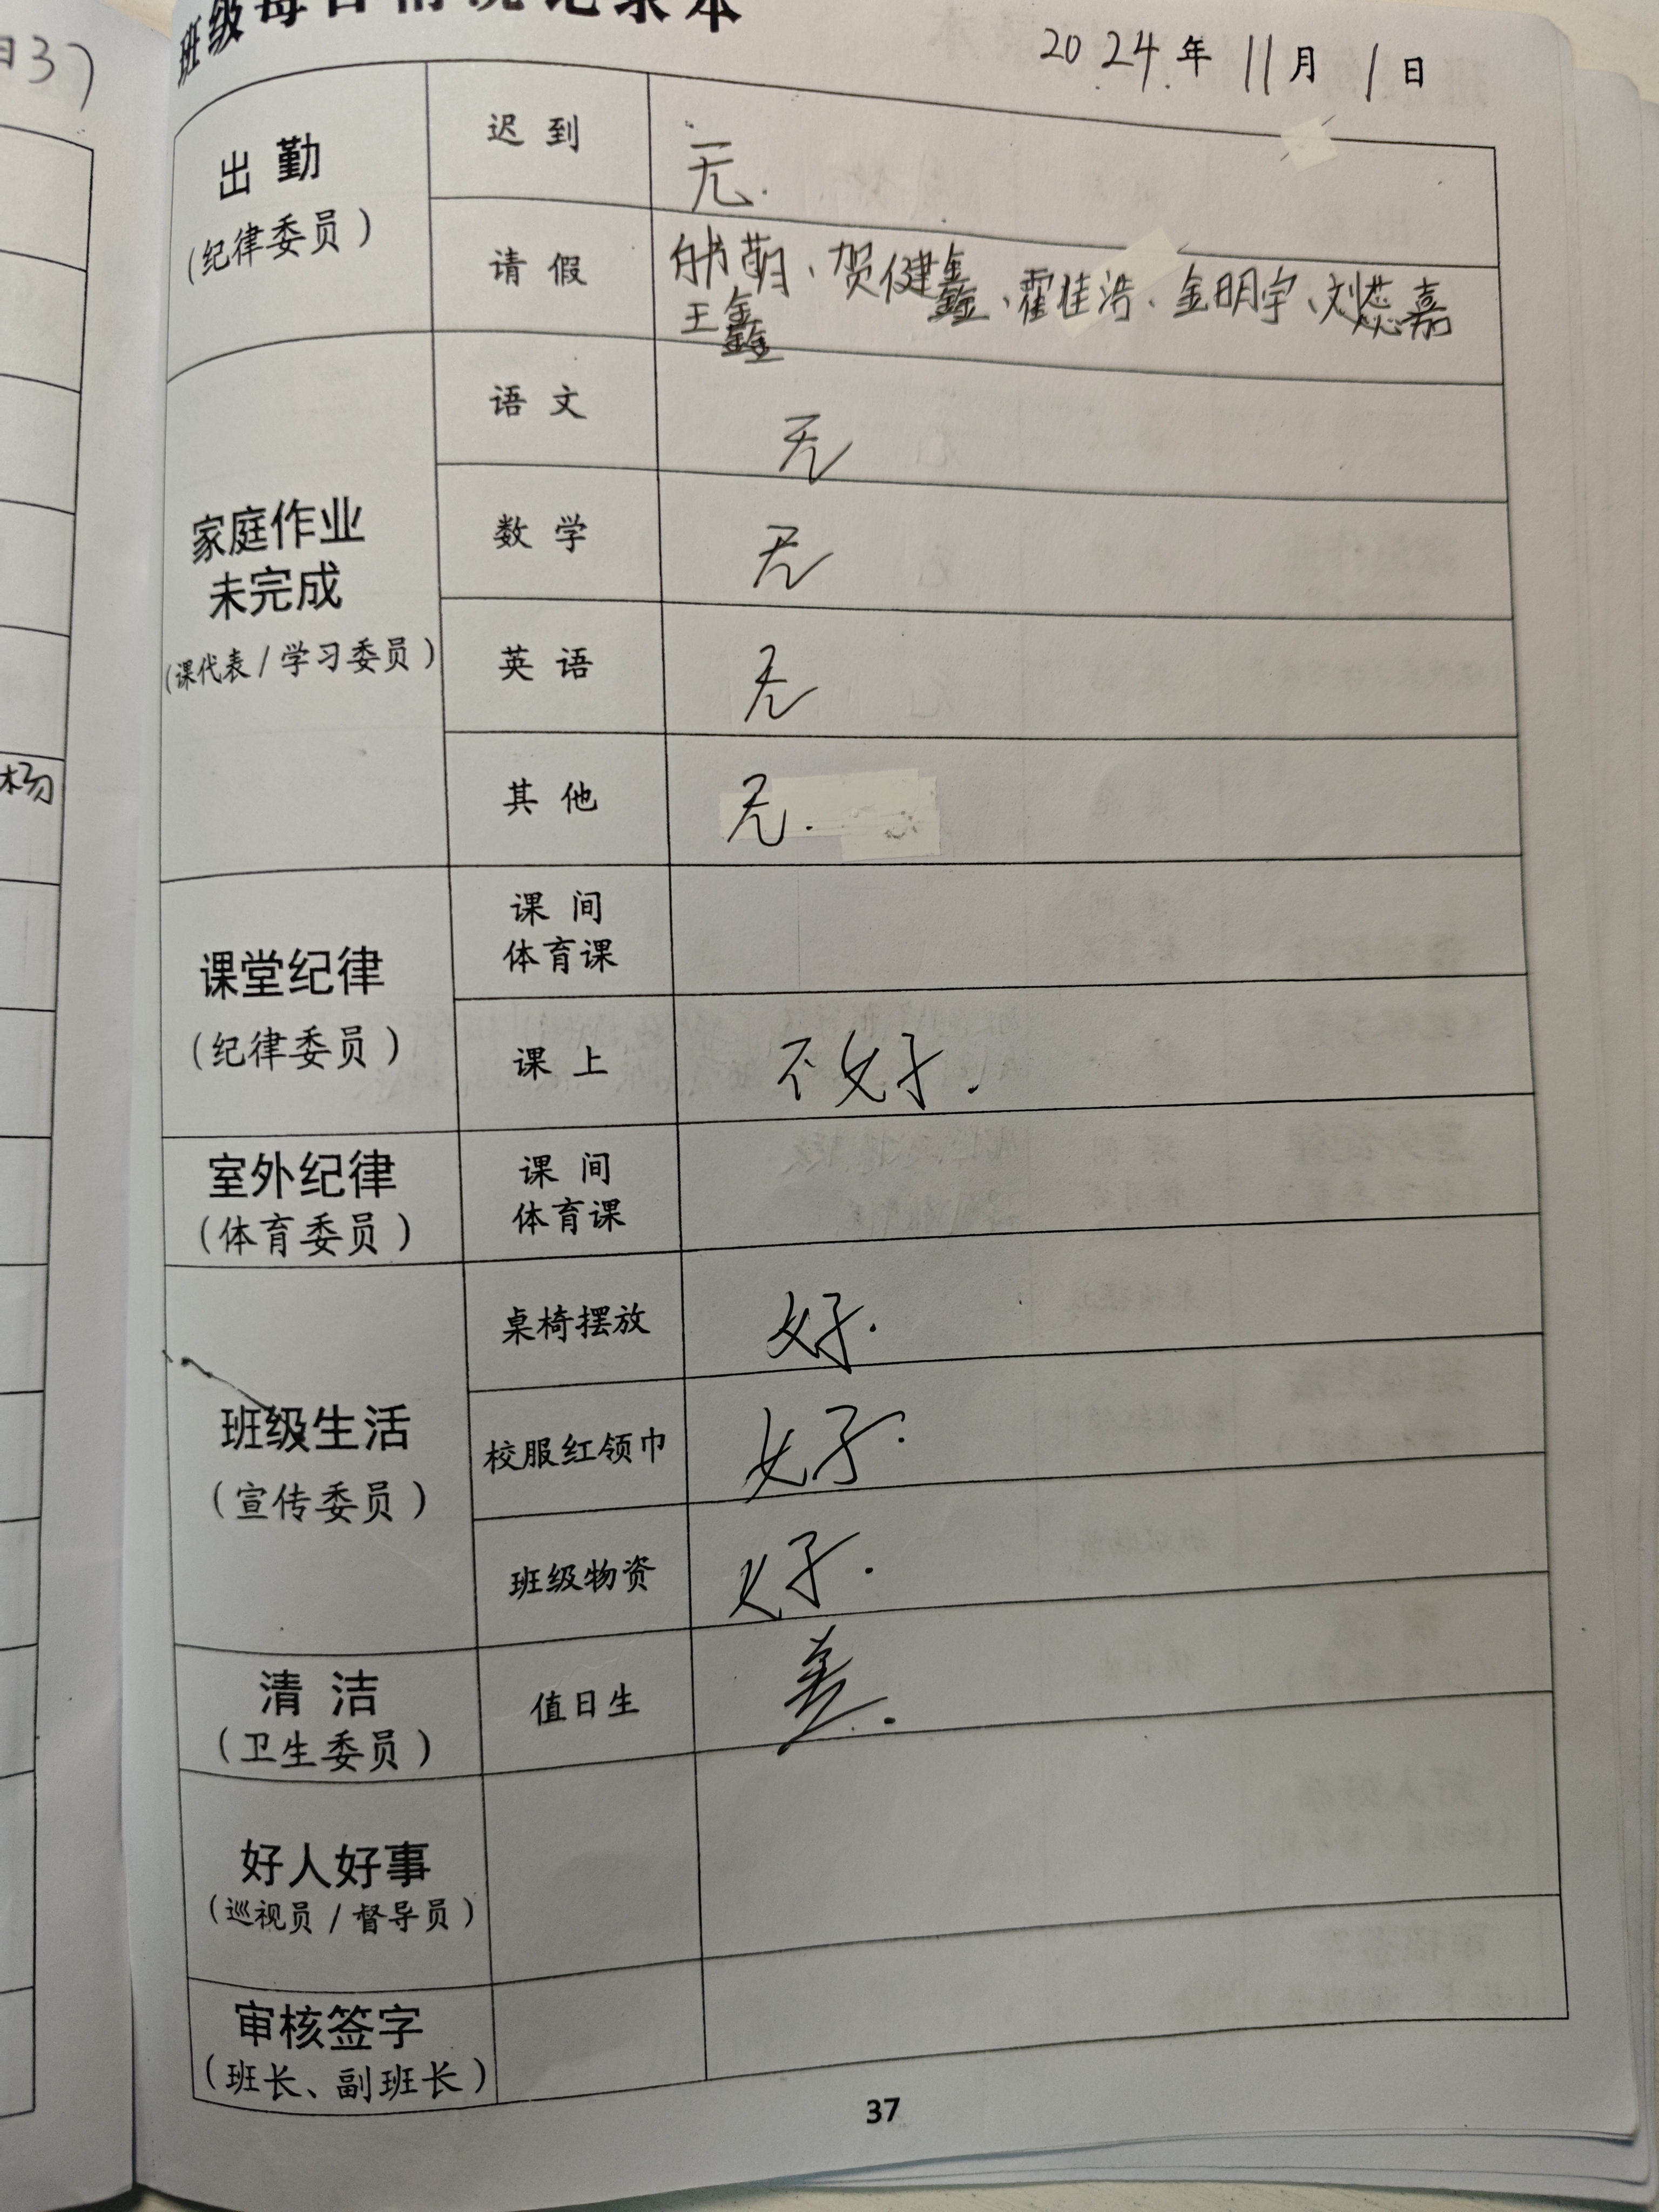 班级每日情况记录本
2024年11月1日
日37
出勤
(纪律委员)
迟到
无.
请假
萌、贺健鑫、霍佳浩、金明宇、刘燚嘉
王鑫
家庭作业
未完成
(课代表/学习委员)
语文
无
数学
无
英语
无
其他
无.
杨
课堂纪律
(纪律委员)
课间
体育课
课上
不好.
室外纪律
(体育委员)
课间
体育课
班级生活
(宣传委员)
桌椅摆放
好.
校服红领巾
好.
班级物资
好.
清洁
(卫生委员)
值日生
差.
好人好事
(巡视员/督导员)
审核签字
(班长、副班长)
37